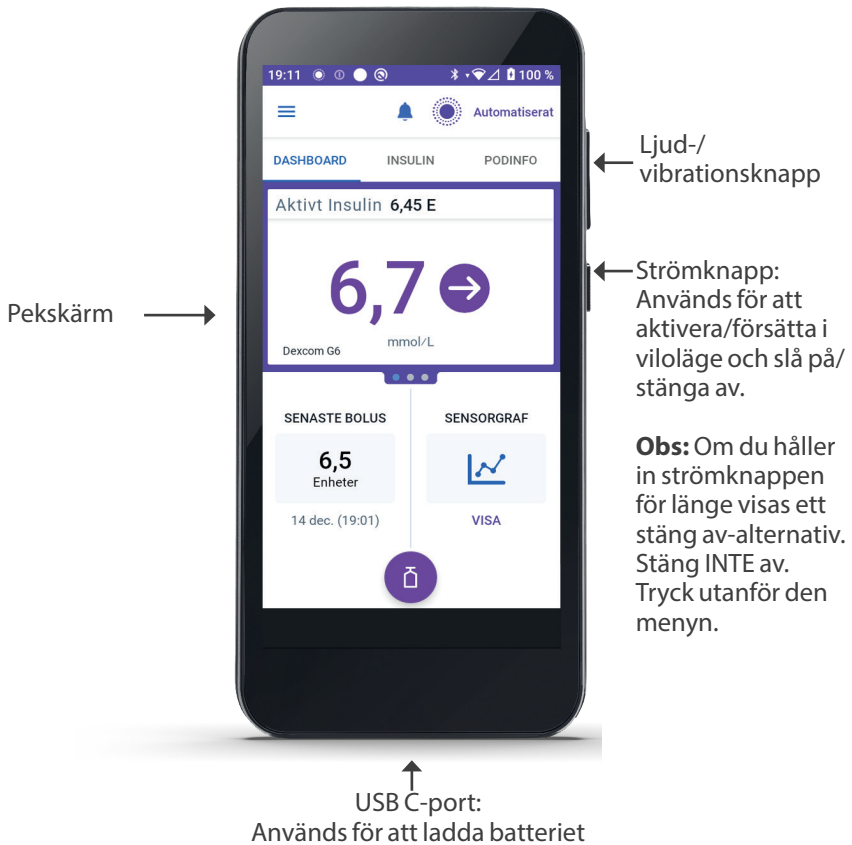 19:11 100 %
Automatiserat
DASHBOARD INSULIN PODINFO
Aktivt Insulin 6,45 E
6,7
mmol/L
Dexcom G6
SENASTE BOLUS
6,5
Enheter
14 dec. (19:01)
SENSORGRAF
VISA
Pekskärm
Ljud-/
vibrationsknapp
Strömknapp:
Används för att
aktivera/försätta i
viloläge och slå på/
stänga av.
Obs: Om du håller
in strömknappen
för länge visas ett
stäng av-alternativ.
Stäng INTE av.
Tryck utanför den
menyn.
USB C-port:
Används för att ladda batteriet